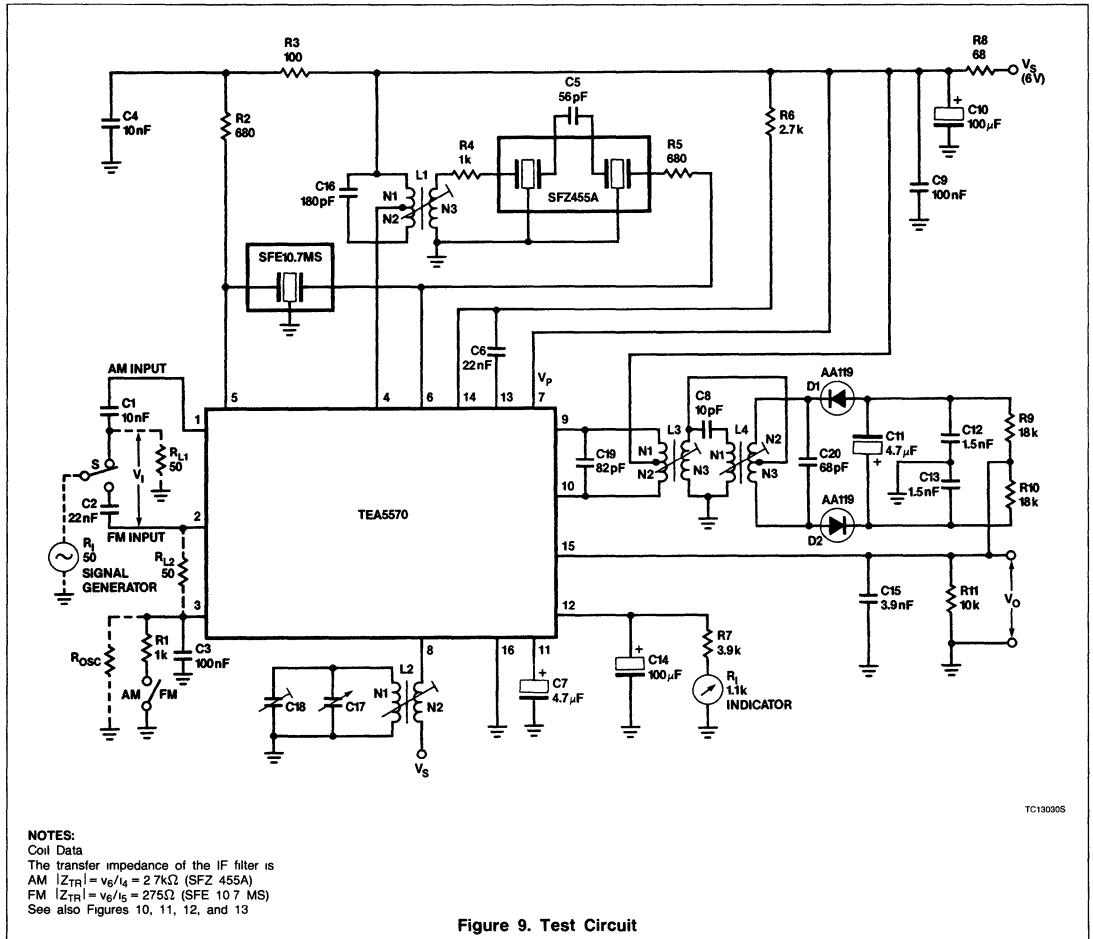 R3
100
R8
68
VS
(6V)
C4
10nF
R2
680
C5
56pF
R6
2.7k
+
C10
100μF
R4
1k
R5
680
C16
180pF
L1
N1
N2
N3
SFZ455A
C9
100nF
SFE10.7MS
C6
22nF
VP
AM INPUT
5
4
6
14
13
7
C1
10nF
1
S
VI
RL1
50
C2
22nF
FM INPUT
2
RI
50
SIGNAL
GENERATOR
RL2
50
3
ROSC
R1
1k
C3
100nF
AM
FM
TEA5570
9
C19
82pF
10
N1
N2
L3
N3
C8
10pF
N1
L4
N2
N3
D1
AA119
C20
68pF
C11
4.7μF
+
C12
1.5nF
C13
1.5nF
R9
18k
R10
18k
AA119
D2
15
C15
3.9nF
R11
10k
VO
12
+
C14
100μF
R7
3.9k
RI
1.1k
INDICATOR
8
16
11
+
C7
4.7μF
C18
C17
N1
L2
N2
VS
TC13030S
NOTES:
Coil Data
The transfer impedance of the IF filter is
AM |ZTR| = v6/i4 = 2 7kΩ (SFZ 455A)
FM |ZTR| = v6/i5 = 275Ω (SFE 10 7 MS)
See also Figures 10, 11, 12, and 13
Figure 9. Test Circuit